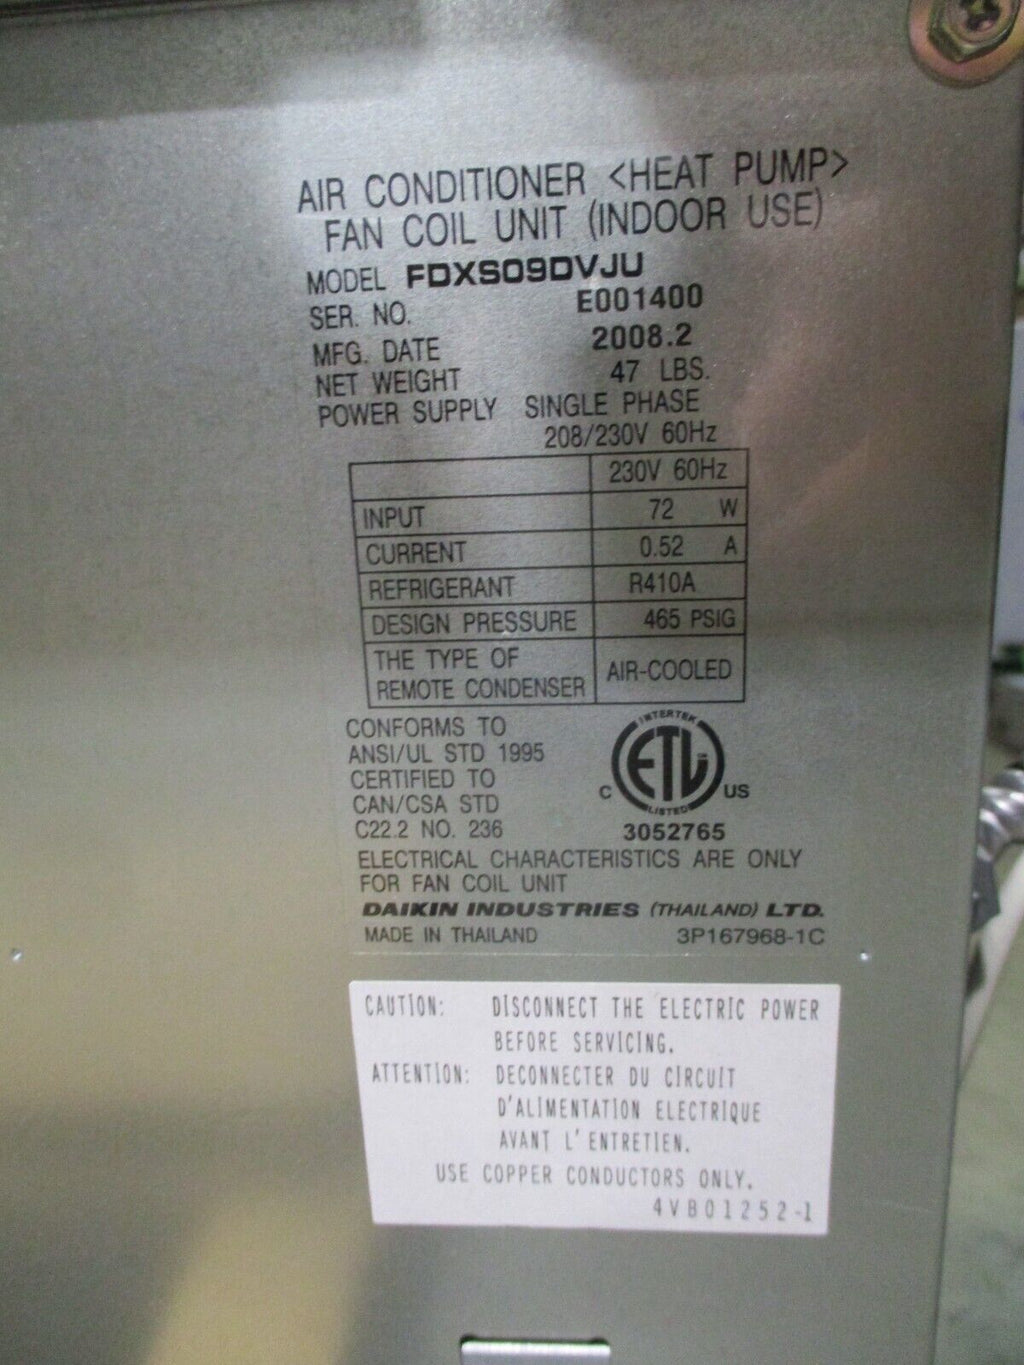 AIR CONDITIONER <HEAT PUMP>
FAN COIL UNIT (INDOOR USE)
MODEL FDXS09DVJU
SER. NO. E001400
MFG. DATE 2008.2
NET WEIGHT 47 LBS.
POWER SUPPLY SINGLE PHASE
208/230V 60Hz
230V 60Hz
INPUT 72 W
CURRENT 0.52 A
REFRIGERANT R410A
DESIGN PRESSURE 465 PSIG
THE TYPE OF
REMOTE CONDENSER AIR-COOLED
CONFORMS TO
ANSI/UL STD 1995
CERTIFIED TO
CAN/CSA STD
C22.2 NO. 236
INTERTEK
ETL
C US
LISTED
3052765
ELECTRICAL CHARACTERISTICS ARE ONLY
FOR FAN COIL UNIT
DAIKIN INDUSTRIES (THAILAND) LTD.
MADE IN THAILAND 3P167968-1C
CAUTION: DISCONNECT THE ELECTRIC POWER
BEFORE SERVICING.
ATTENTION: DECONNECTER DU CIRCUIT
D'ALIMENTATION ELECTRIQUE
AVANT L'ENTRETIEN.
USE COPPER CONDUCTORS ONLY.
4VB01252-1